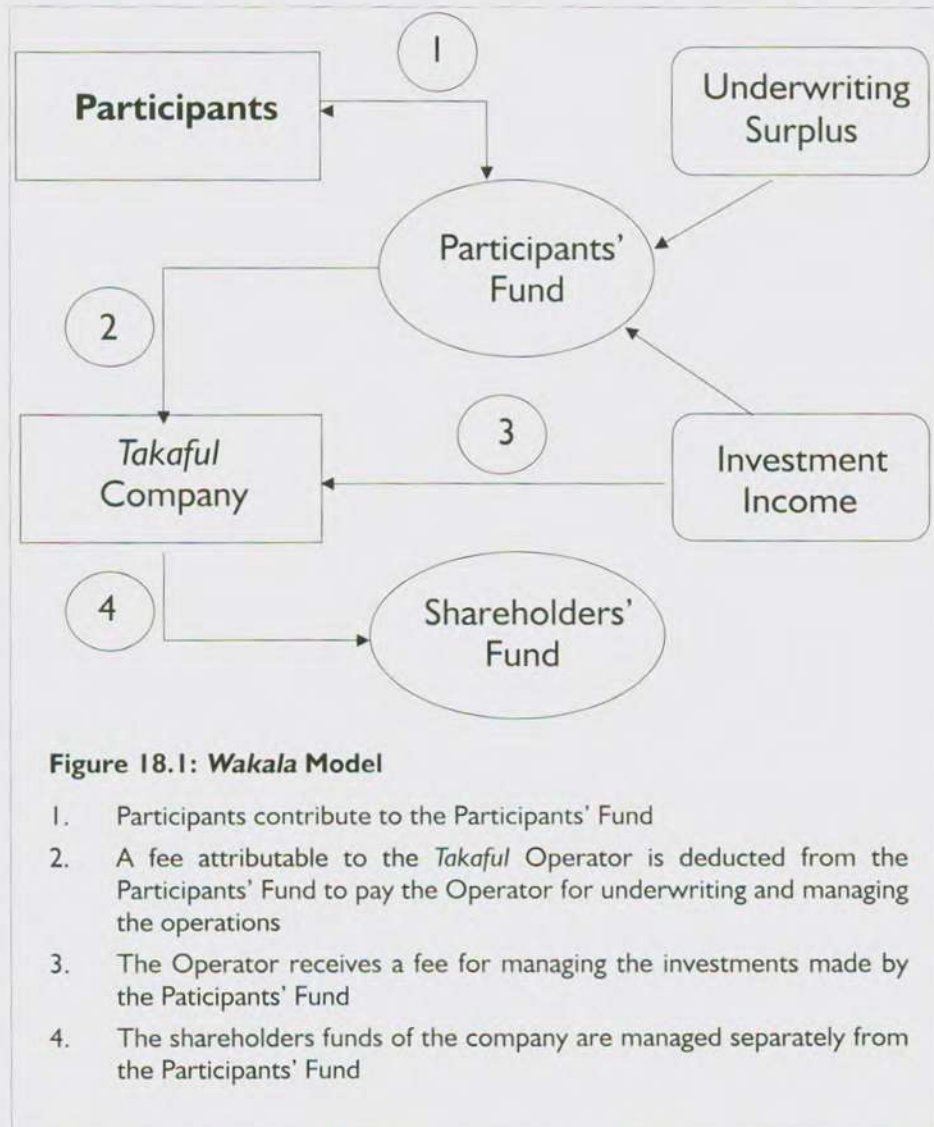 1
Participants
Underwriting
Surplus
Participants'
Fund
2
3
Takaful
Company
Investment
Income
4
Shareholders'
Fund
Figure 18.1: Wakala Model
1. Participants contribute to the Participants' Fund
2. A fee attributable to the Takaful Operator is deducted from the
Participants' Fund to pay the Operator for underwriting and managing
the operations
3. The Operator receives a fee for managing the investments made by
the Paticipants' Fund
4. The shareholders funds of the company are managed separately from
the Participants' Fund